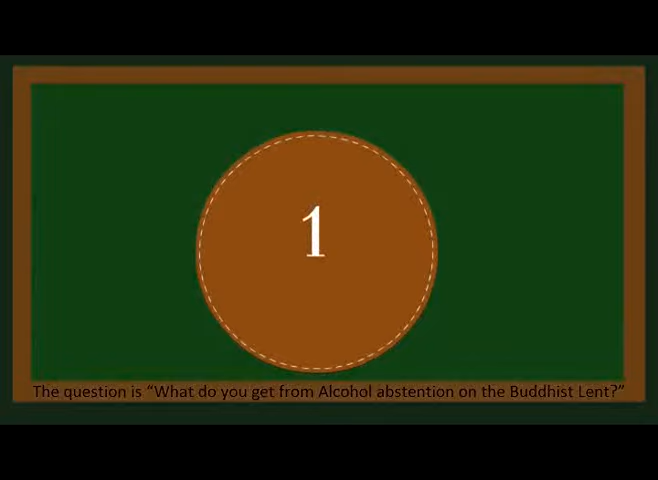 1
The question is “What do you get from Alcohol abstention on the Buddhist Lent?”